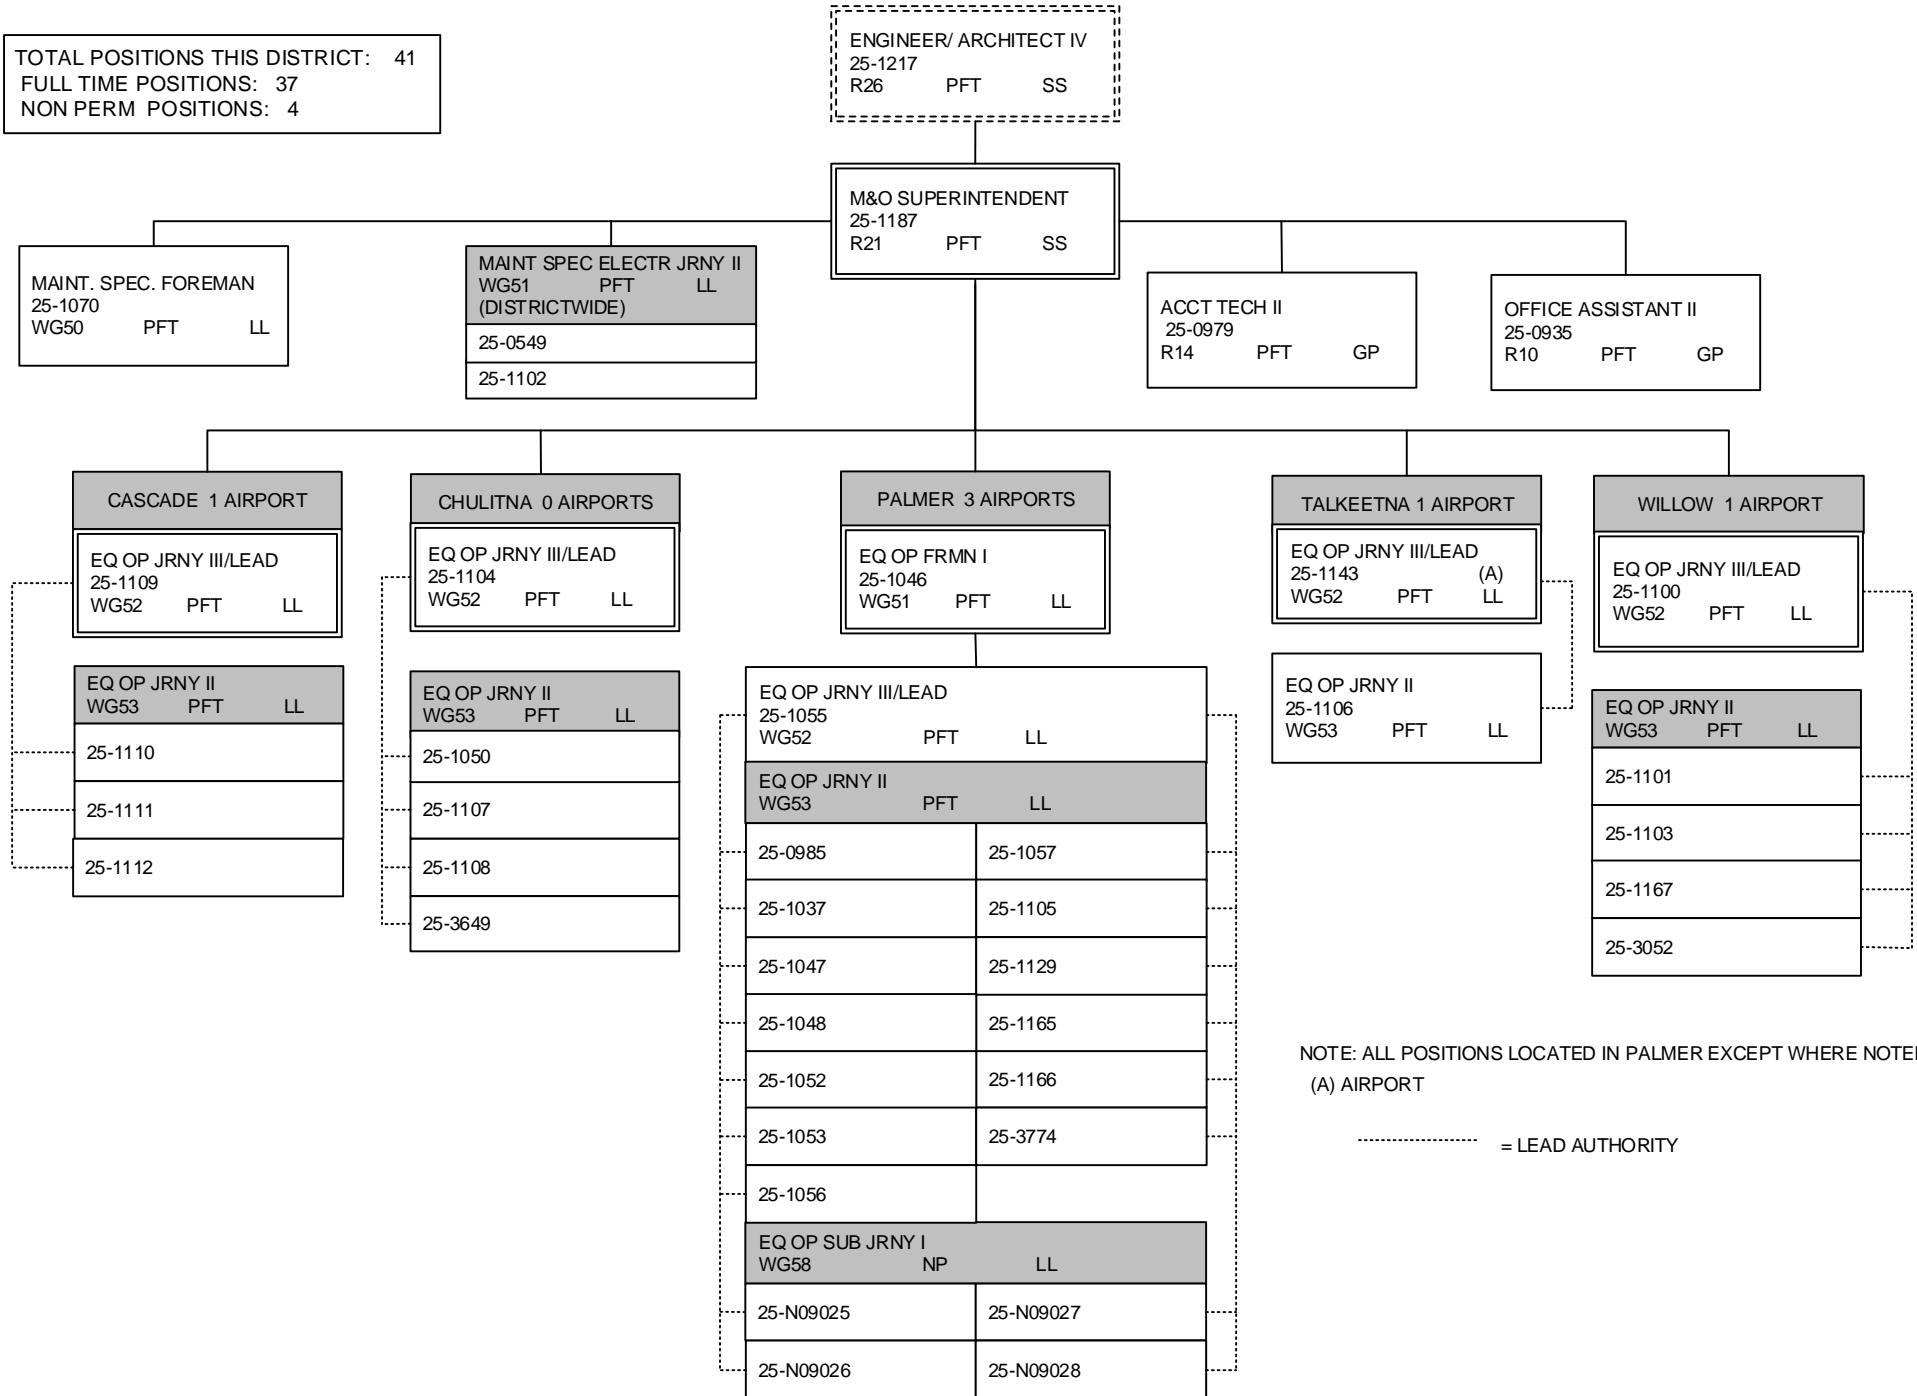 TOTAL POSITIONS THIS DISTRICT: 41
FULL TIME POSITIONS: 37
NON PERM POSITIONS: 4
ENGINEER/ ARCHITECT IV
25-1217
R26 PFT SS
M&O SUPERINTENDENT
25-1187
R21 PFT SS
MAINT. SPEC. FOREMAN
25-1070
WG50 PFT LL
MAINT SPEC ELECTR JRNY II
WG51 PFT LL
(DISTRICTWIDE)
25-0549
25-1102
ACCT TECH II
25-0979
R14 PFT GP
OFFICE ASSISTANT II
25-0935
R10 PFT GP
CASCADE 1 AIRPORT
EQ OP JRNY III/LEAD
25-1109
WG52 PFT LL
EQ OP JRNY II
WG53 PFT LL
25-1110
25-1111
25-1112
CHULITNA 0 AIRPORTS
EQ OP JRNY III/LEAD
25-1104
WG52 PFT LL
EQ OP JRNY II
WG53 PFT LL
25-1050
25-1107
25-1108
25-3649
PALMER 3 AIRPORTS
EQ OP FRMN I
25-1046
WG51 PFT LL
EQ OP JRNY III/LEAD
25-1055
WG52 PFT LL
EQ OP JRNY II
WG53 PFT LL
25-0985 25-1057
25-1037 25-1105
25-1047 25-1129
25-1048 25-1165
25-1052 25-1166
25-1053 25-3774
25-1056
EQ OP SUB JRNY I
WG58 NP LL
25-N09025 25-N09027
25-N09026 25-N09028
TALKEETNA 1 AIRPORT
EQ OP JRNY III/LEAD
25-1143 (A)
WG52 PFT LL
EQ OP JRNY II
25-1106
WG53 PFT LL
WILLOW 1 AIRPORT
EQ OP JRNY III/LEAD
25-1100
WG52 PFT LL
EQ OP JRNY II
WG53 PFT LL
25-1101
25-1103
25-1167
25-3052
NOTE: ALL POSITIONS LOCATED IN PALMER EXCEPT WHERE
(A) AIRPORT
= LEAD AUTHORITY